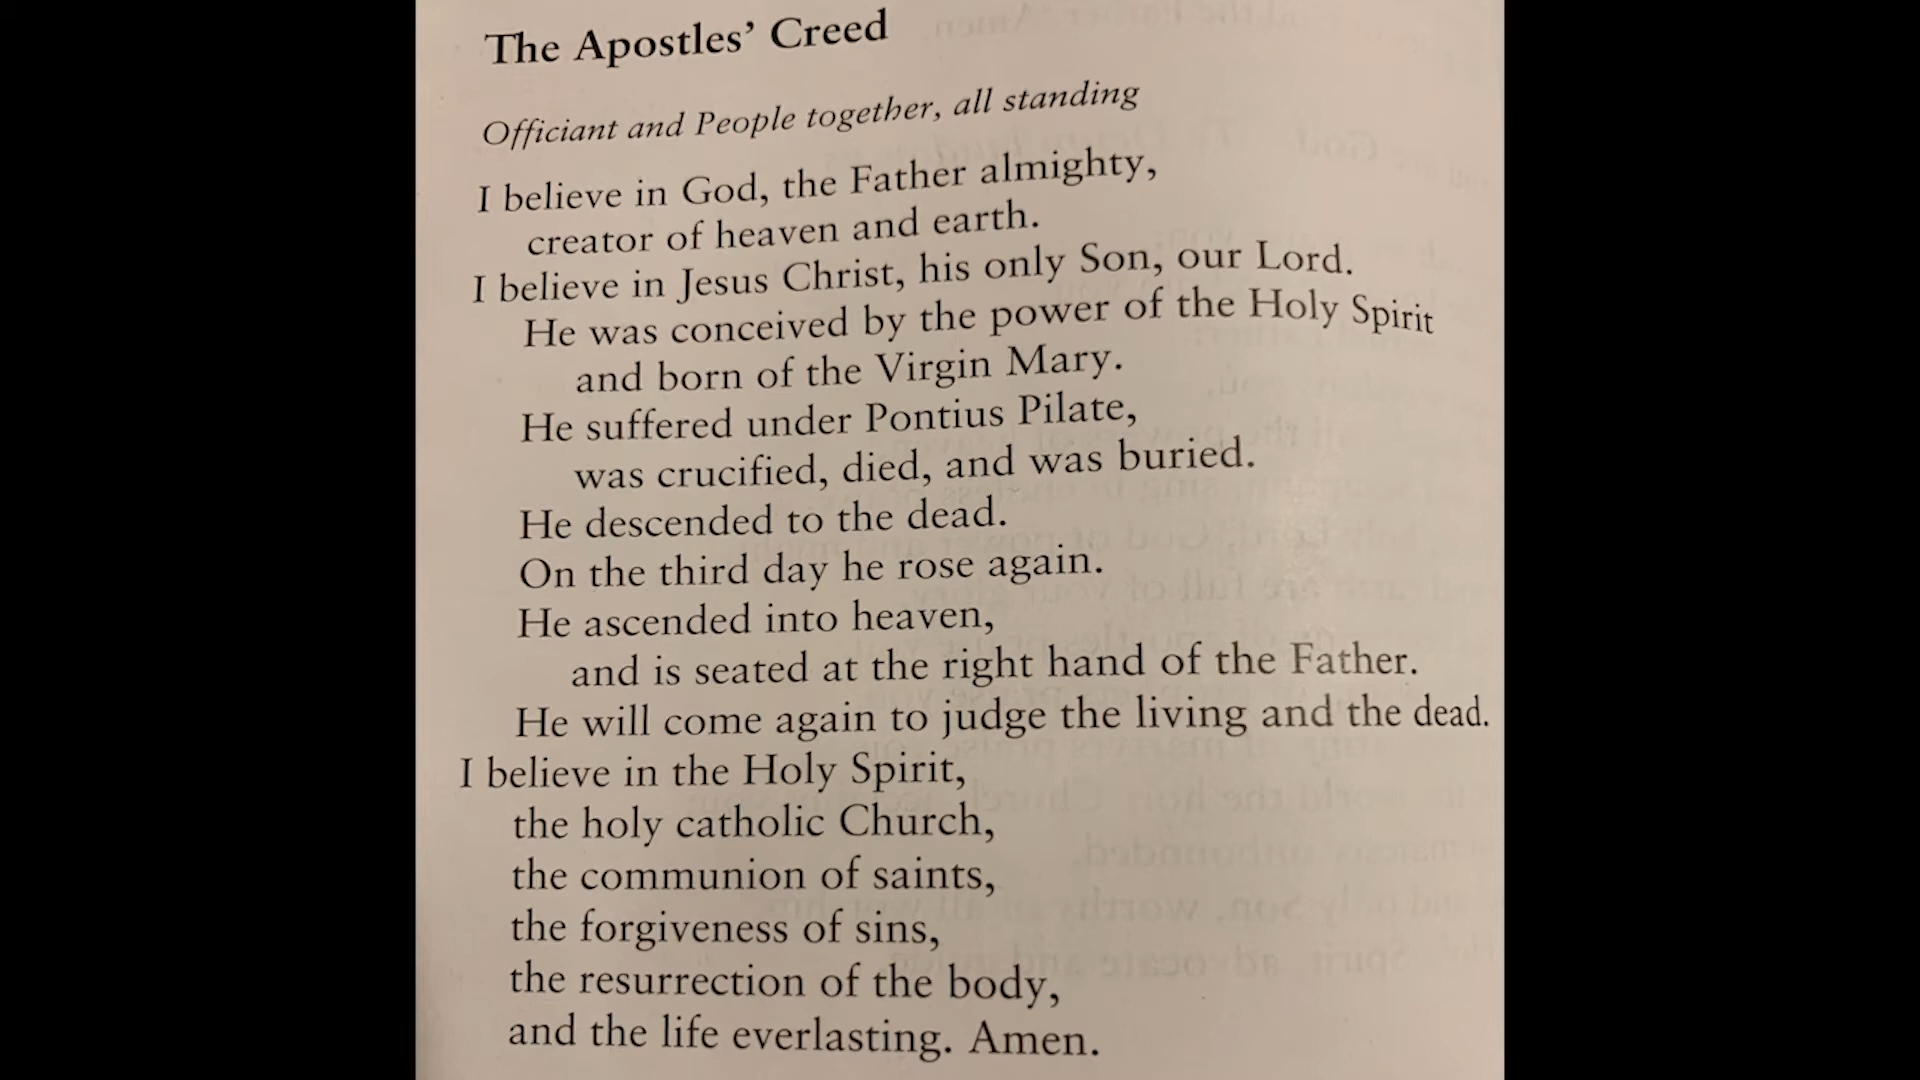 The Apostles’ Creed
Officiant and People together, all standing
I believe in God, the Father almighty,
creator of heaven and earth.
I believe in Jesus Christ, his only Son, our Lord.
He was conceived by the power of the Holy Spirit
and born of the Virgin Mary.
He suffered under Pontius Pilate,
was crucified, died, and was buried.
He descended to the dead.
On the third day he rose again.
He ascended into heaven,
and is seated at the right hand of the Father.
He will come again to judge the living and the dead.
I believe in the Holy Spirit,
the holy catholic Church,
the communion of saints,
the forgiveness of sins,
the resurrection of the body,
and the life everlasting. Amen.